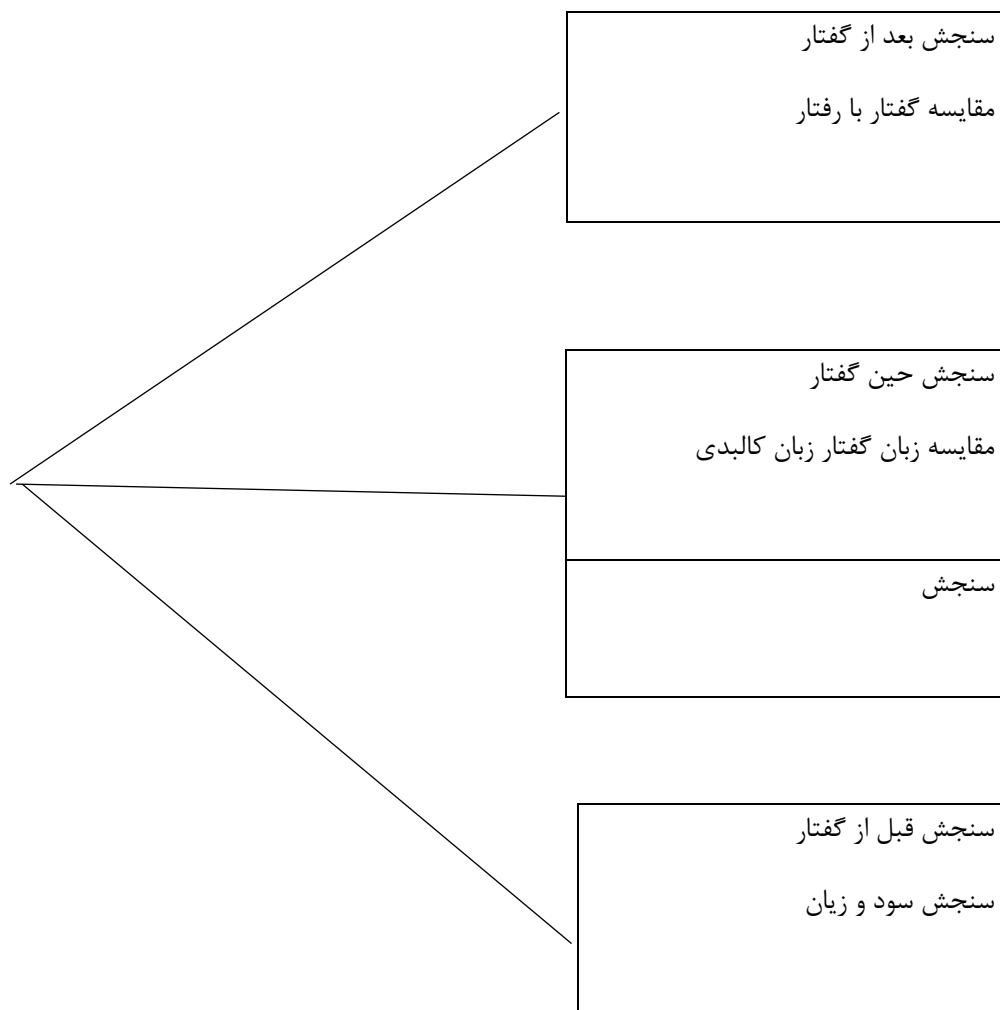 سنجش بعد از گفتار
مقایسه گفتار با رفتار
سنجش حین گفتار
مقایسه زبان گفتار زبان کالبدی
سنجش
سنجش قبل از گفتار
سنجش سود و زیان